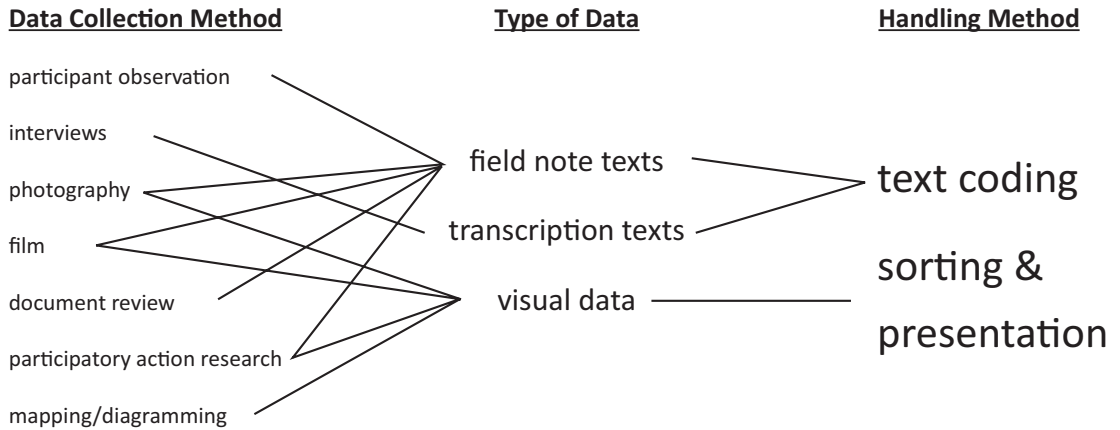 Data Collection Method
Type of Data
Handling Method
participant observation
interviews
photography
film
document review
participatory action research
mapping/diagramming
field note texts
transcription texts
visual data
text coding
sorting &
presentation